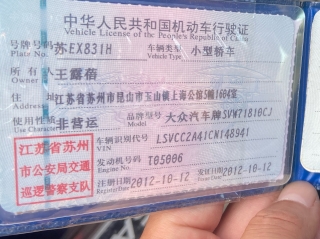 中华人民共和国机动车行驶证
Vehicle License of the People's Republic of China
号牌号码 苏EX831H 车辆类型 小型轿车
Plate No. Vehicle Type
所有人 王露蓓
Owner
住址 江苏省苏州市昆山市玉山镇上海公馆5幢1604室
Address
使用性质 非营运 品牌型号 大众汽车牌SVW71810CJ
Use Character Model
江苏省苏州 车辆识别代号 LSVCC2A41CN148941
VIN
市公安局交通 发动机号码 T05006
Engine No.
巡逻警察支队 注册日期 2012-10-12 发证日期 2012-10-12
Register Date Issue Date